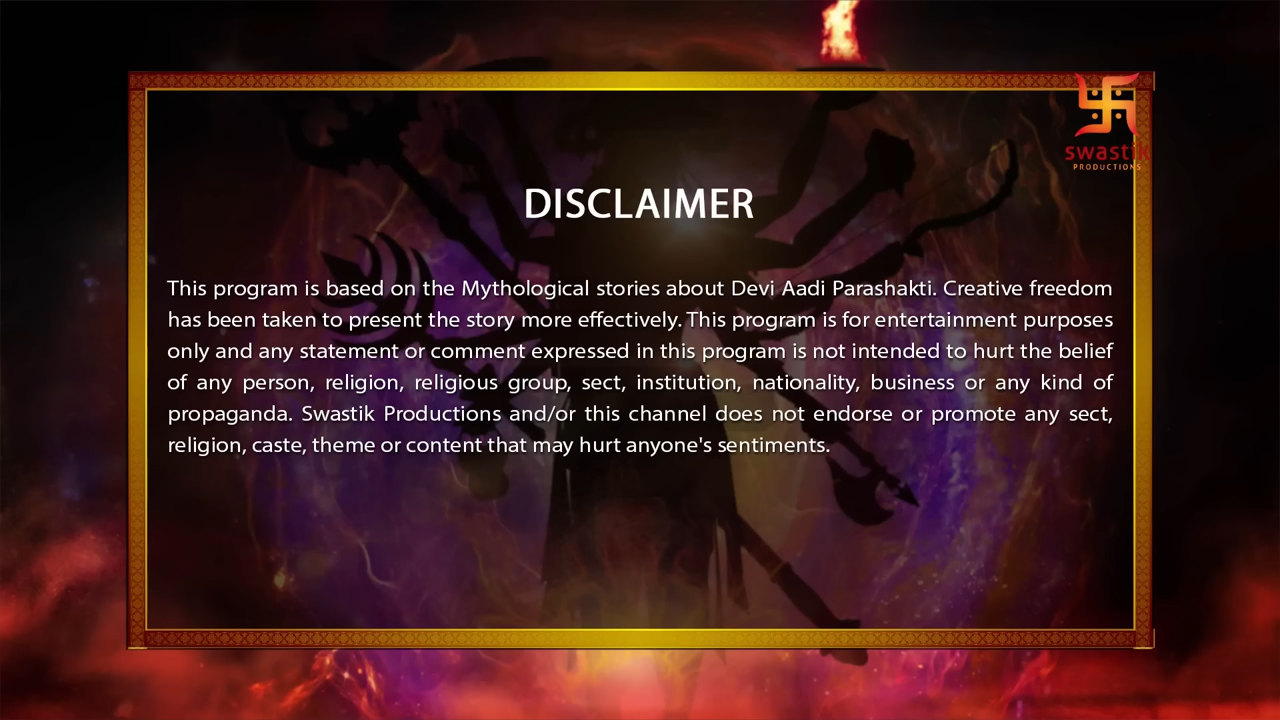 swastik
PRODUCTIONS
DISCLAIMER
This program is based on the Mythological stories about Devi Aadi Parashakti. Creative freedom
has been taken to present the story more effectively. This program is for entertainment purposes
only and any statement or comment expressed in this program is not intended to hurt the belief
of any person, religion, religious group, sect, institution, nationality, business or any kind of
propaganda. Swastik Productions and/or this channel does not endorse or promote any sect,
religion, caste, theme or content that may hurt anyone's sentiments.